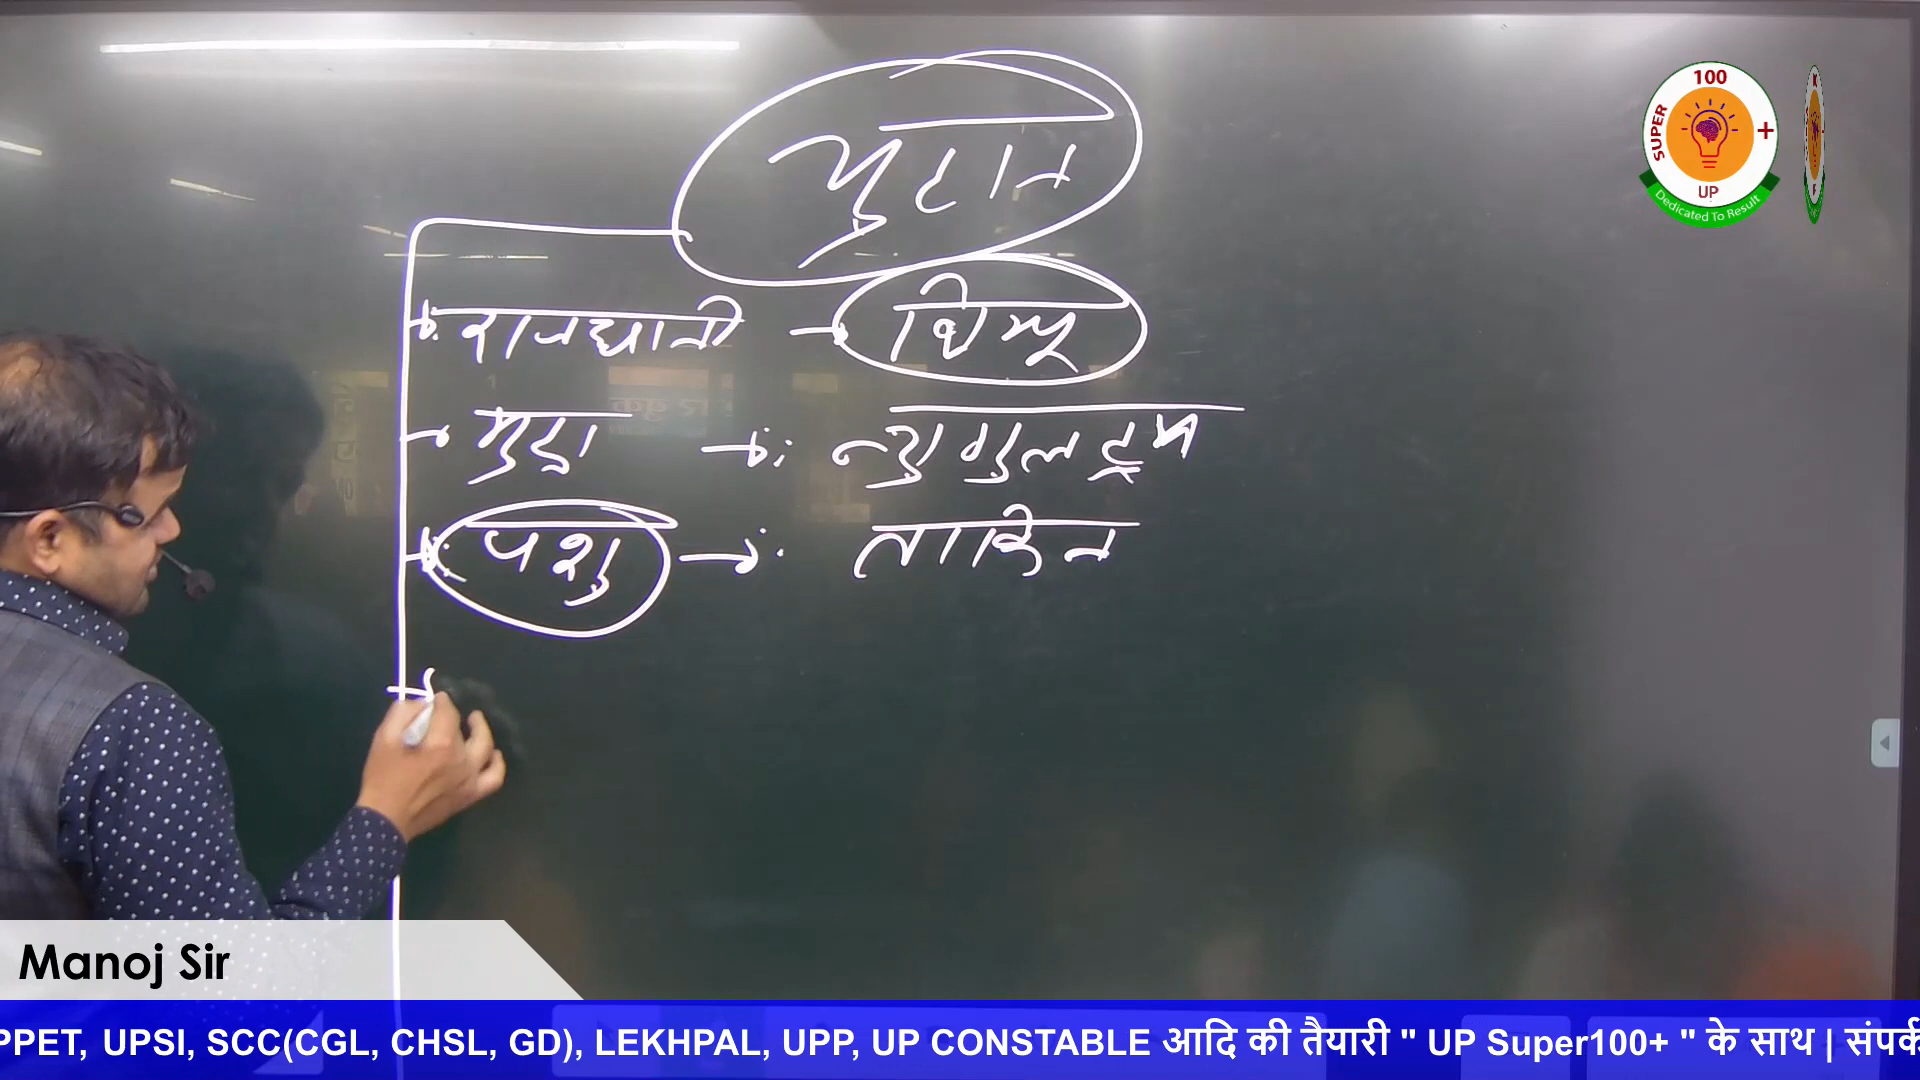 भुटान
राजधानी → थिम्पू
मुद्रा → न्गुगुलट्रम
पशु → ताकिन
100
SUPER
+
UP
Dedicated To Result
Manoj Sir
PPET, UPSI, SCC(CGL, CHSL, GD), LEKHPAL, UPP, UP CONSTABLE आदि की तैयारी " UP Super100+ " के साथ | संपर्क